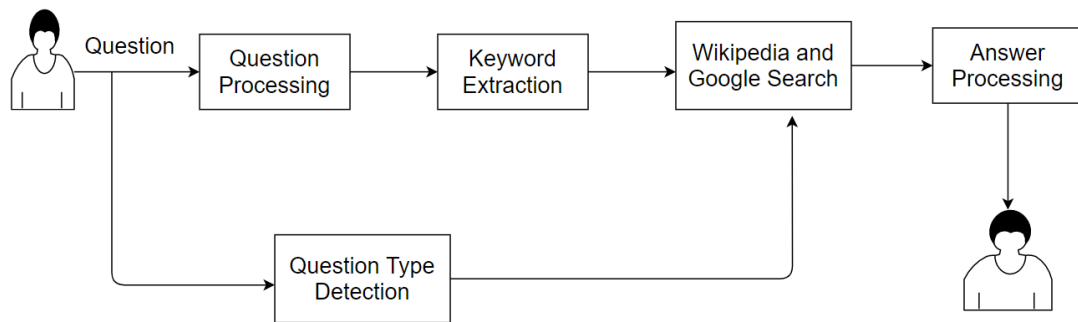 Question
Question
Processing
Keyword
Extraction
Wikipedia and
Google Search
Answer
Processing
Question Type
Detection